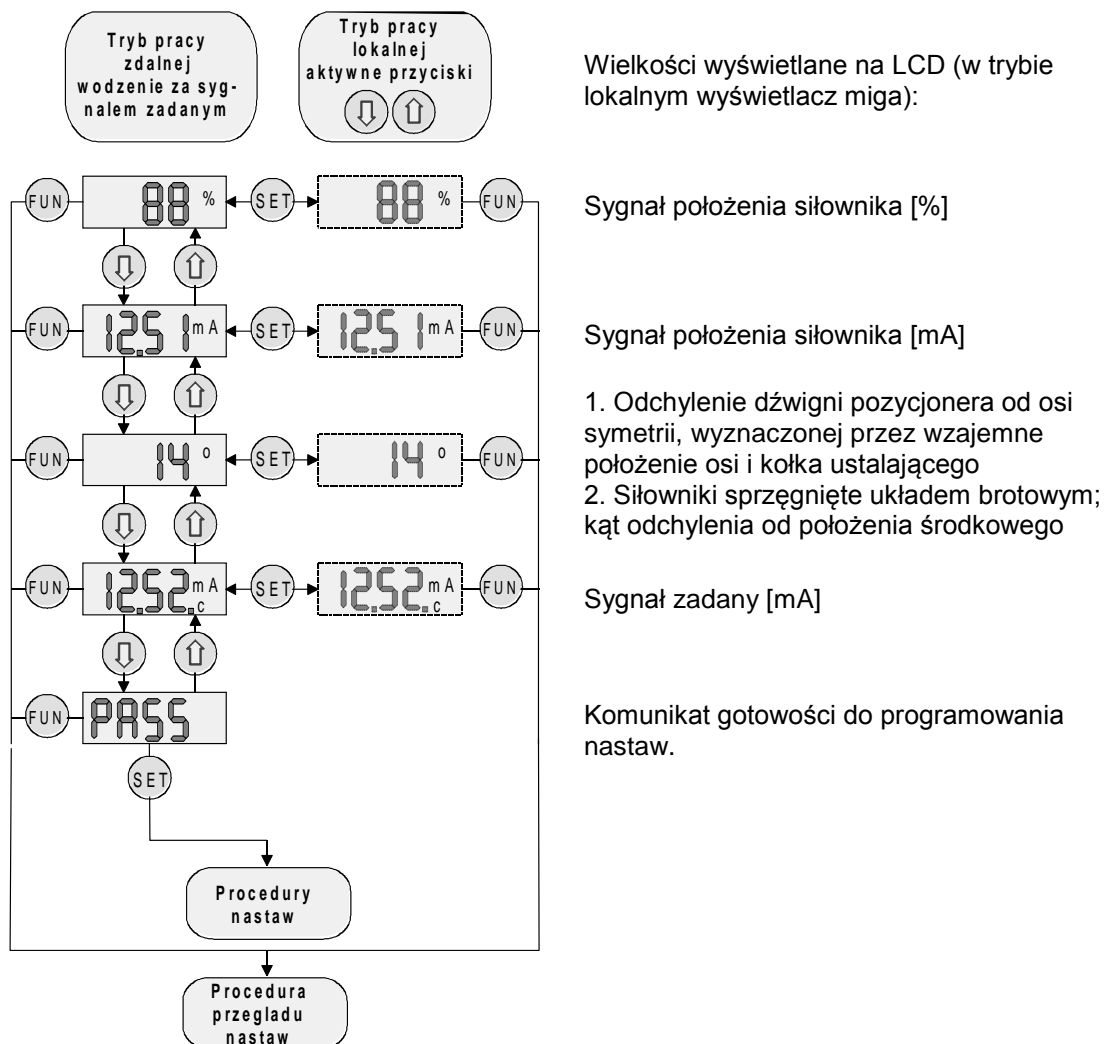 Tryb pracy
zdalnej
wodzenie za syg-
nalem zadanym
Tryb pracy
lokalnej
aktywne przyciski
Wielkości wyświetlane na LCD (w trybie
lokalnym wyświetlacz miga):
FUN 88 % SET 88 % FUN
Sygnał położenia siłownika [%]
FUN 12.51 mA SET 12.51 mA FUN
Sygnał położenia siłownika [mA]
1. Odchylenie dźwigni pozycjonera od osi
symetrii, wyznaczonej przez wzajemne
położenie osi i kołka ustalającego
2. Siłowniki sprzęgnięte układem brotowym;
kąt odchylenia od położenia środkowego
FUN 14 o SET 14 o FUN
FUN 12.52. mA c SET 12.52. mA c FUN
Sygnał zadany [mA]
FUN PASS
Komunikat gotowości do programowania
nastaw.
SET
Procedury
nastaw
Procedura
przegladu
nastaw